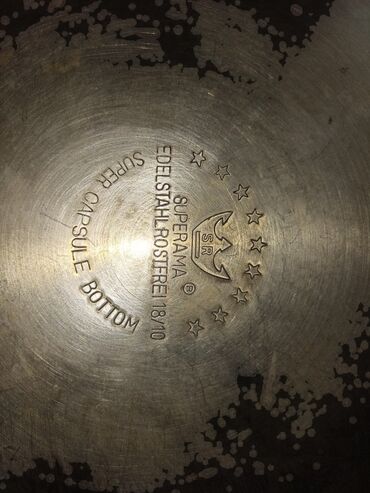 SR
SUPERAMA ®
EDELSTAHL ROSTFREI 18/10
SUPER CAPSULE BOTTOM